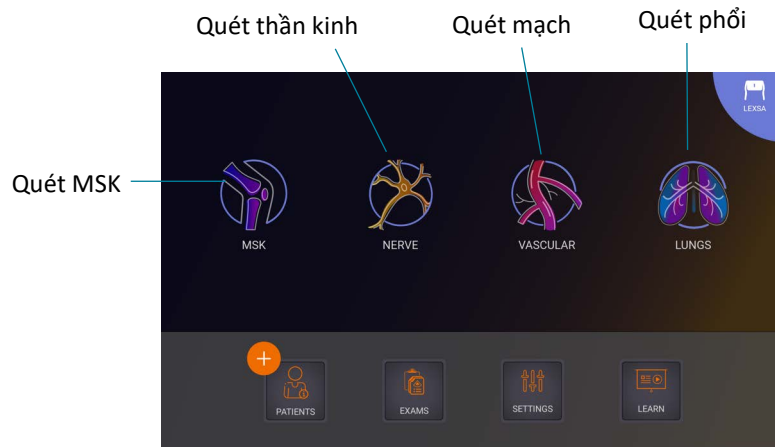 Quét thần kinh
Quét mạch
Quét phổi
LEXSA
Quét MSK
MSK
NERVE
VASCULAR
LUNGS
PATIENTS
EXAMS
SETTINGS
LEARN